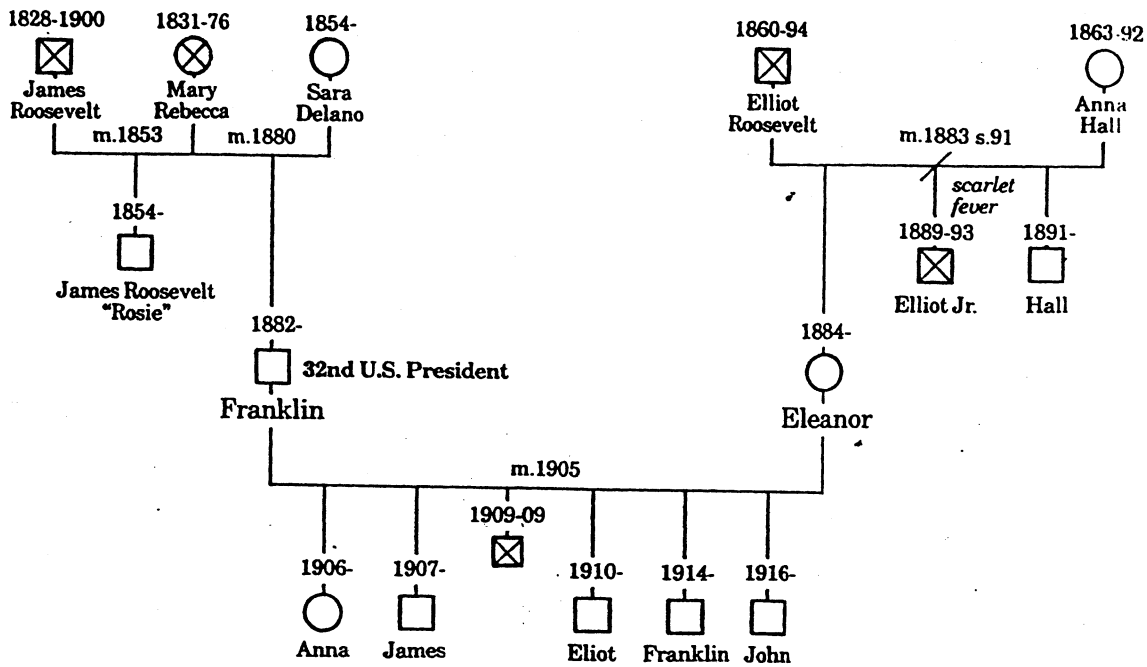 1828-1900
James
Roosevelt
1831-76
Mary
Rebecca
1854-
Sara
Delano
m.1853
m.1880
1854-
James Roosevelt
"Rosie"
1860-94
Elliot
Roosevelt
1863-92
Anna
Hall
m.1883 s.91
scarlet
fever
1889-93
Elliot Jr.
1891-
Hall
1882-
32nd U.S. President
Franklin
1884-
Eleanor
m.1905
1906-
Anna
1907-
James
1909-09
1910-
Eliot
1914-
Franklin
1916-
John